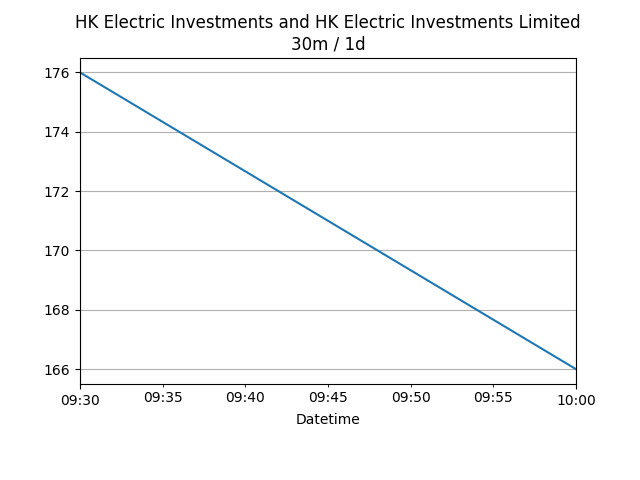 HK Electric Investments and HK Electric Investments Limited
30m / 1d
176
174
172
170
168
166
09:30 09:35 09:40 09:45 09:50 09:55 10:00
Datetime